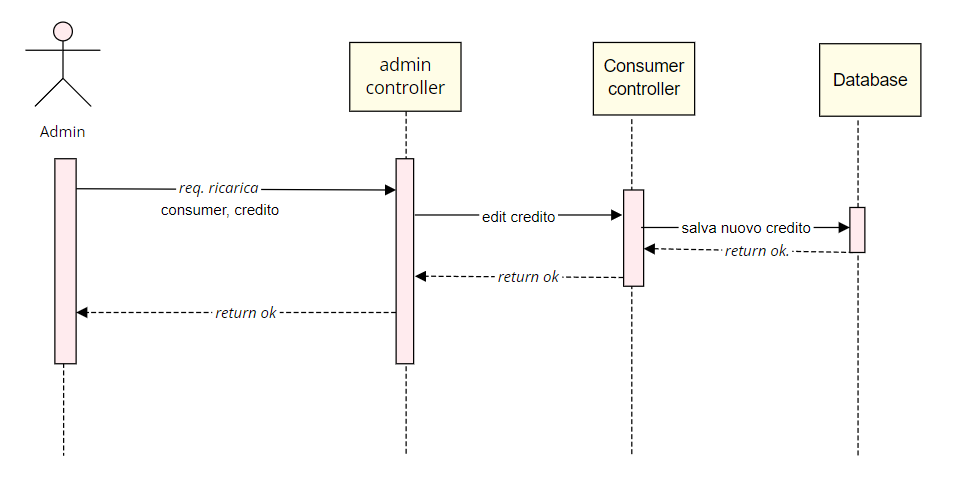 Admin
admin
controller
Consumer
controller
Database
req. ricarica
consumer, credito
edit credito
salva nuovo credito
return ok.
return ok
return ok